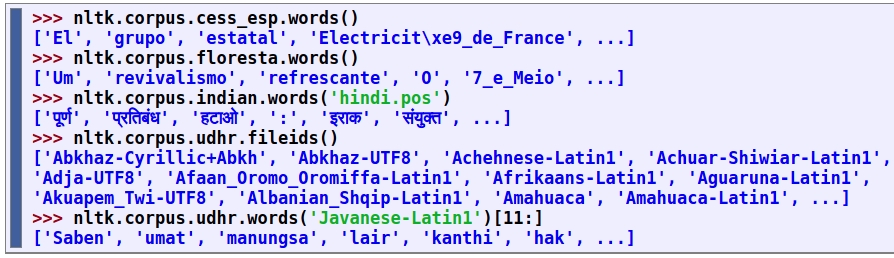 >>> nltk.corpus.cess_esp.words()
['El', 'grupo', 'estatal', 'Electricit\xe9_de_France', ...]
>>> nltk.corpus.floresta.words()
['Um', 'revivalismo', 'refrescante', 'O', '7_e_Meio', ...]
>>> nltk.corpus.indian.words('hindi.pos')
['पूर्ण', 'प्रतिबंध', 'हटाओ', ':', 'इराक', 'संयुक्त', ...]
>>> nltk.corpus.udhr.fileids()
['Abkhaz-Cyrillic+Abkh', 'Abkhaz-UTF8', 'Achehnese-Latin1', 'Achuar-Shiwiar-Latin1',
'Adja-UTF8', 'Afaan_Oromo_Oromiffa-Latin1', 'Afrikaans-Latin1', 'Aguaruna-Latin1',
'Akuapem_Twi-UTF8', 'Albanian_Shqip-Latin1', 'Amahuaca', 'Amahuaca-Latin1', ...]
>>> nltk.corpus.udhr.words('Javanese-Latin1')[11:]
['Saben', 'umat', 'manungsa', 'lair', 'kanthi', 'hak', ...]